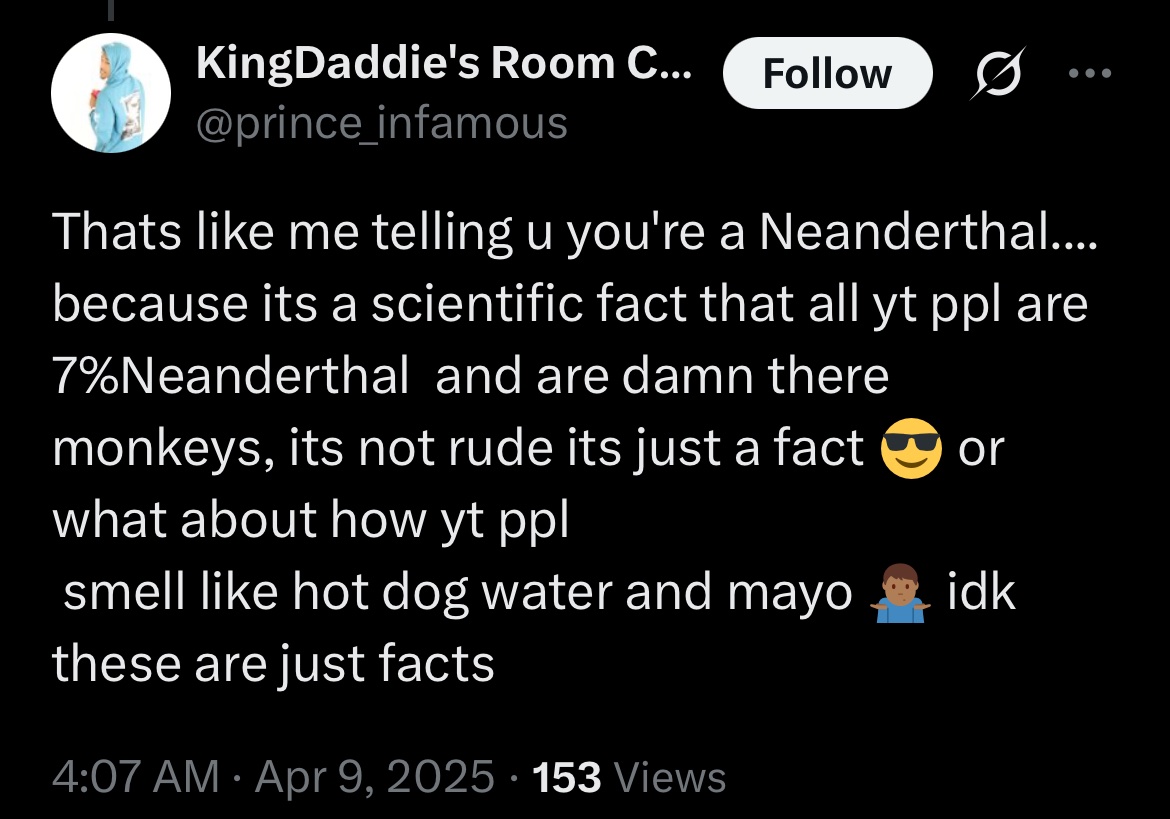 KingDaddie's Room C...
Follow
@prince_infamous
Thats like me telling u you're a Neanderthal....
because its a scientific fact that all yt ppl are
7%Neanderthal  and are damn there
monkeys, its not rude its just a fact 😎 or
what about how yt ppl
smell like hot dog water and mayo 🤷🏾‍♂️ idk
these are just facts
4:07 AM · Apr 9, 2025 · 153 Views